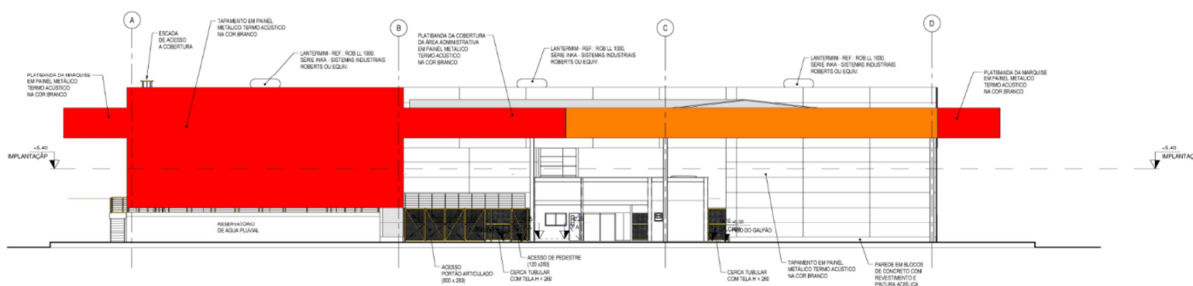 A
B
C
D
ESCADA
DE ACESSO
A COBERTURA
TAPAMENTO EM PAINEL
METÁLICO TERMO ACÚSTICO
NA COR BRANCO
LANTERNIM - REF.: ROB LL 1000,
SÉRIE INKA - SISTEMAS INDUSTRIAIS
ROBERTS OU EQUIV.
PLATIBANDA DA COBERTURA
DA ÁREA ADMINISTRATIVA
EM PAINEL METÁLICO
TERMO ACÚSTICO
NA COR BRANCO
LANTERNIM - REF.: ROB LL 1000,
SÉRIE INKA - SISTEMAS INDUSTRIAIS
ROBERTS OU EQUIV.
LANTERNIM - REF.: ROB LL 1000,
SÉRIE INKA - SISTEMAS INDUSTRIAIS
ROBERTS OU EQUIV.
PLATIBANDA DA MARQUISE
EM PAINEL METÁLICO
TERMO ACÚSTICO
NA COR BRANCO
PLATIBANDA DA MARQUISE
EM PAINEL METÁLICO
TERMO ACÚSTICO
NA COR BRANCO
+5,40
IMPLANTAÇÃP
+5,40
IMPLANTAÇ
RESERVATÓRIO
DE ÁGUA PLUVIAL
DO GALPÃO
ACESSO
PORTÃO ARTICULADO
(800 x 260)
ACESSO DE PEDESTRE
(120 x260)
CERCA TUBULAR
COM TELA H = 260
CERCA TUBULAR
COM TELA H = 260
TAPAMENTO EM PAINEL
METÁLICO TERMO ACÚSTICO
NA COR BRANCO
PAREDE EM BLOCOS
DE CONCRETO COM
REVESTIMENTO E
PINTURA ACRÍLICA